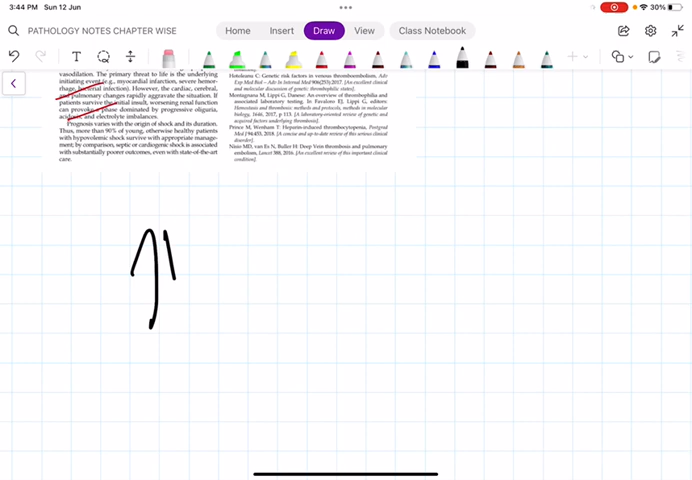 3:44 PM Sun 12 Jun
30%
PATHOLOGY NOTES CHAPTER WISE
Home Insert Draw View Class Notebook
T
vasodilation. The primary threat to life is the underlying
initiating event (e.g., myocardial infarction, severe hemor-
rhage, bacterial infection). However, the cardiac, cerebral,
and pulmonary changes rapidly aggravate the situation. If
patients survive the initial insult, worsening renal function
can provoke a phase dominated by progressive oliguria,
acidosis, and electrolyte imbalances.
Prognosis varies with the origin of shock and its duration.
Thus, more than 90% of young, otherwise healthy patients
with hypovolemic shock survive with appropriate manage-
ment; by comparison, septic or cardiogenic shock is associated
with substantially poorer outcomes, even with state-of-the-art
care.
Hotoleanu C: Genetic risk factors in venous thromboembolism. Adv
Exp Med Biol – Adv In Internal Med 906(253):2017. [An excellent clinical
and molecular discussion of genetic thrombophilic states].
Montagnana M, Lippi G, Danese: An overview of thrombophilia and
associated laboratory testing. In Favaloro EJ, Lippi G, editors:
Hemostasis and thrombosis: methods and protocols, methods in molecular
biology, 1646, 2017, p 113. [A laboratory-oriented review of genetic and
acquired factors underlying thrombosis].
Prince M, Wenham T: Heparin-induced thrombocytopenia, Postgrad
Med J 94:453, 2018. [A concise and up-to-date review of this serious clinical
disorder].
Nisio MD, van Es N, Buller H: Deep Vein thrombosis and pulmonary
embolism, Lancet 388, 2016. [An excellent review of this important clinical
condition].